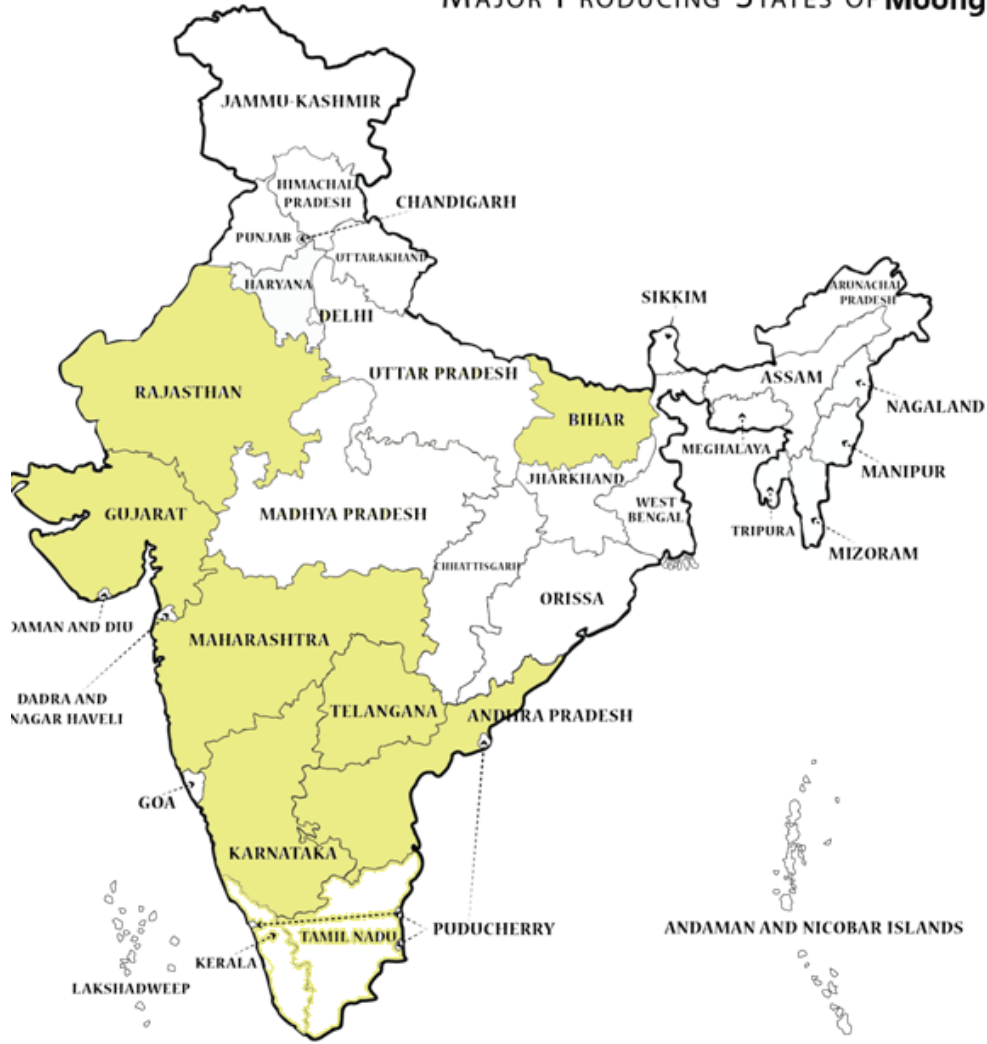 MAJOR PRODUCING STATES OF Moong
JAMMU-KASHMIR
HIMACHAL
PRADESH
CHANDIGARH
PUNJAB
UTTARAKHAND
HARYANA
DELHI
SIKKIM
ARUNACHAL
PRADESH
RAJASTHAN
UTTAR PRADESH
ASSAM
BIHAR
NAGALAND
MEGHALAYA
MANIPUR
JHARKHAND
GUJARAT
MADHYA PRADESH
WEST
BENGAL
TRIPURA
MIZORAM
CHHATTISGARH
ORISSA
DAMAN AND DIU
MAHARASHTRA
DADRA AND
NAGAR HAVELI
TELANGANA
ANDHRA PRADESH
GOA
KARNATAKA
PUDUCHERRY
ANDAMAN AND NICOBAR ISLANDS
TAMIL NADU
KERALA
LAKSHADWEEP